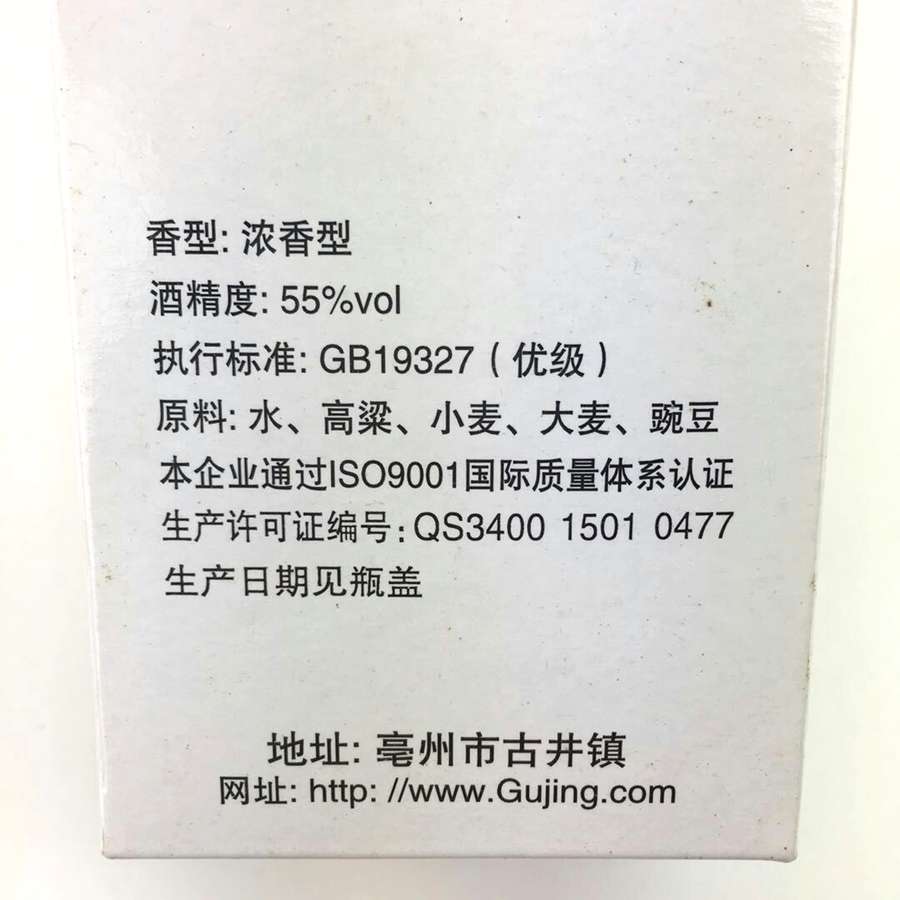 香型: 浓香型
酒精度: 55%vol
执行标准: GB19327（优级）
原料: 水、高粱、小麦、大麦、豌豆
本企业通过ISO9001国际质量体系认证
生产许可证编号: QS3400 1501 0477
生产日期见瓶盖
地址: 亳州市古井镇
网址: http: //www.Gujing.com